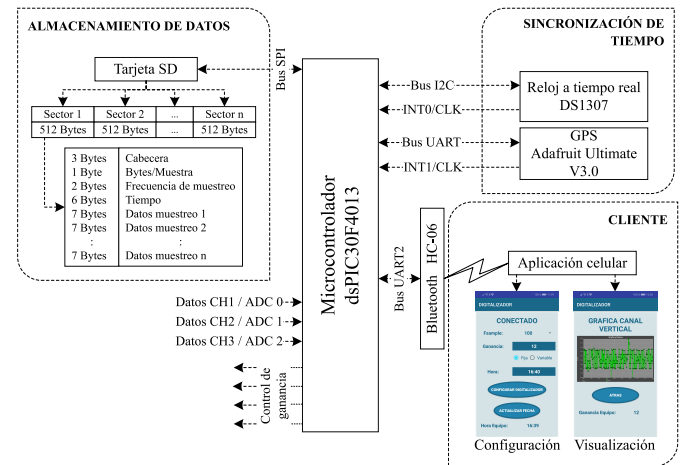 ALMACENAMIENTO DE DATOS
Tarjeta SD
Sector 1 Sector 2 ... Sector n
512 Bytes 512 Bytes ... 512 Bytes
3 Bytes Cabecera
1 Byte Bytes/Muestra
2 Bytes Frecuencia de muestreo
6 Bytes Tiempo
7 Bytes Datos muestreo 1
7 Bytes Datos muestreo 2
: :
7 Bytes Datos muestreo n
Bus SPI
Microcontrolador
dsPIC30F4013
Datos CH1 / ADC 0
Datos CH2 / ADC 1
Datos CH3 / ADC 2
Control de
ganancia
SINCRONIZACIÓN DE
TIEMPO
Bus I2C
INT0/CLK
Reloj a tiempo real
DS1307
Bus UART
INT1/CLK
GPS
Adafruit Ultimate
V3.0
Bus UART2
Bluetooth HC-06
CLIENTE
Aplicación celular
DIGITALIZADOR
CONECTADO
Fsample: 100
Ganancia: 12
Fija Variable
Hora: 16:40
CONFIGURAR DIGITALIZADOR
ACTUALIZAR FECHA
Hora Equipo: 16:39
Configuración
DIGITALIZADOR
GRAFICA CANAL
VERTICAL
ATRAS
Ganancia Equipo: 12
Visualización